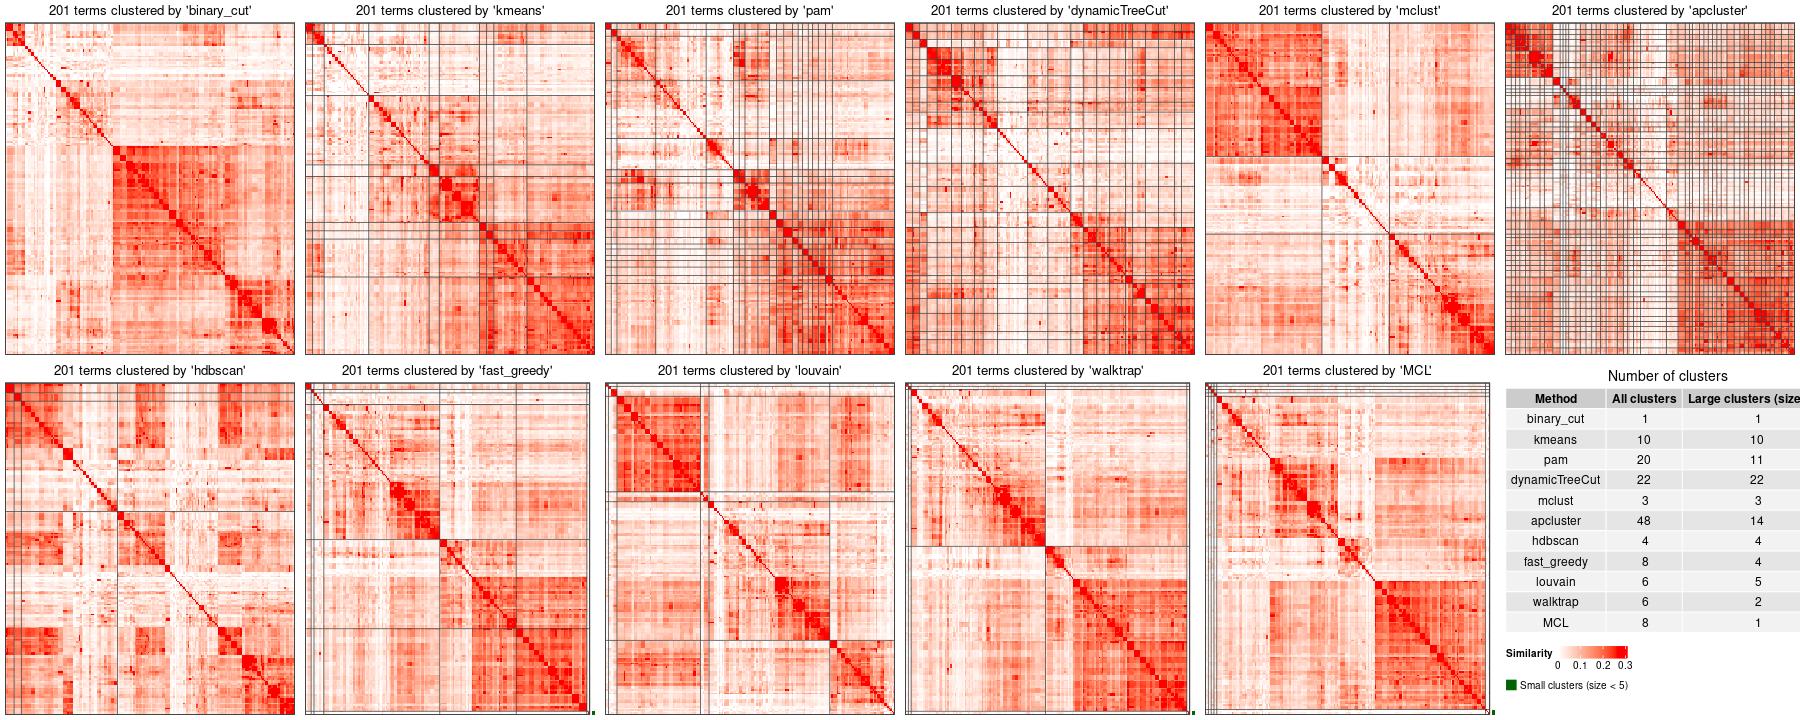 201 terms clustered by 'binary_cut'
201 terms clustered by 'kmeans'
201 terms clustered by 'pam'
201 terms clustered by 'dynamicTreeCut'
201 terms clustered by 'mclust'
201 terms clustered by 'apcluster'
201 terms clustered by 'hdbscan'
201 terms clustered by 'fast_greedy'
201 terms clustered by 'louvain'
201 terms clustered by 'walktrap'
201 terms clustered by 'MCL'
Number of clusters
Method All clusters Large clusters (size
binary_cut 1 1
kmeans 10 10
pam 20 11
dynamicTreeCut 22 22
mclust 3 3
apcluster 48 14
hdbscan 4 4
fast_greedy 8 4
louvain 6 5
walktrap 6 2
MCL 8 1
Similarity
0 0.1 0.2 0.3
Small clusters (size < 5)